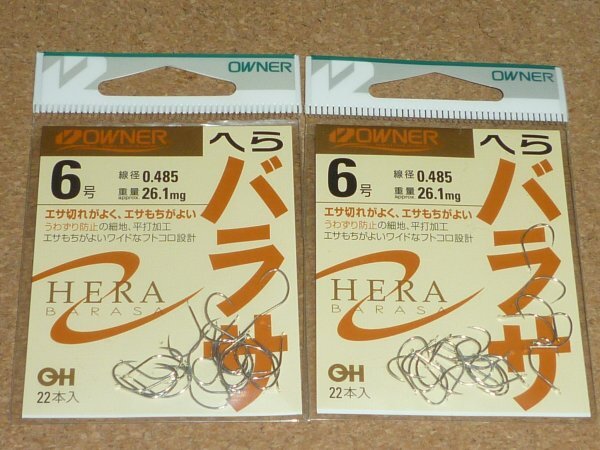 OWNER
OWNER
へら
バラサ
6号
線径 0.485
重量 approx. 26.1mg
エサ切れがよく、エサもちがよい
うわずり防止の細地、平打加工
エサもちがよいワイドなフトコロ設計
HERA
BARASA
OH
22本入
OWNER
OWNER
へら
バラサ
6号
線径 0.485
重量 approx. 26.1mg
エサ切れがよく、エサもちがよい
うわずり防止の細地、平打加工
エサもちがよいワイドなフトコロ設計
HERA
BARASA
OH
22本入